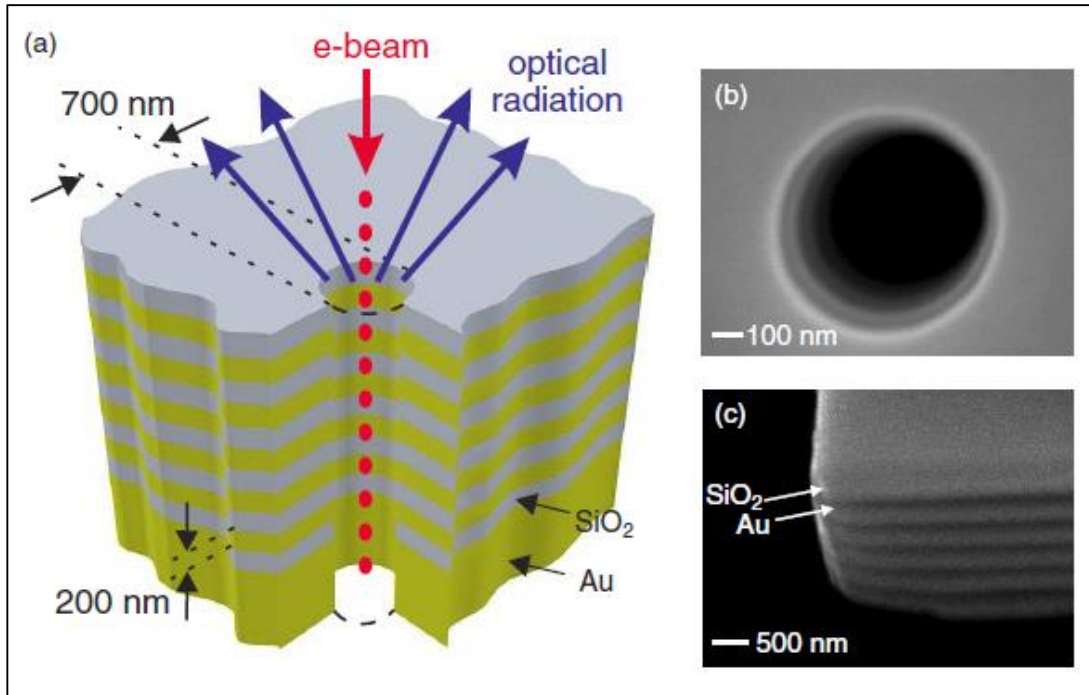 (a)
e-beam
optical
radiation
700 nm
SiO2
Au
200 nm
(b)
100 nm
(c)
SiO2
Au
500 nm